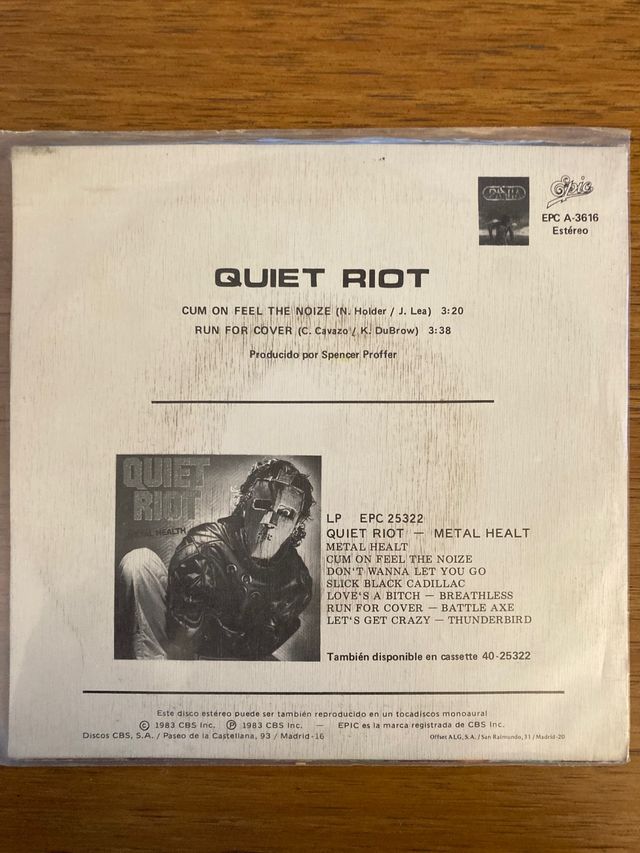 PASHA
Epic
EPC A-3616
Estéreo
QUIET RIOT
CUM ON FEEL THE NOIZE (N. Holder / J. Lea) 3:20
RUN FOR COVER (C. Cavazo / K. DuBrow) 3:38
Producido por Spencer Proffer
QUIET
RIOT
METAL HEALTH
LP EPC 25322
QUIET RIOT — METAL HEALT
METAL HEALT
CUM ON FEEL THE NOIZE
DON'T WANNA LET YOU GO
SLICK BLACK CADILLAC
LOVE'S A BITCH — BREATHLESS
RUN FOR COVER — BATTLE AXE
LET'S GET CRAZY — THUNDERBIRD
También disponible en cassette 40-25322
Este disco estéreo puede ser también reproducido en un tocadiscos monoaural
© 1983 CBS Inc. ℗ 1983 CBS Inc. — EPIC es la marca registrada de CBS Inc.
Discos CBS, S.A. / Paseo de la Castellana, 93 / Madrid-16
Offset A.L.G, S.A. / San Raimundo, 31 / Madrid-20